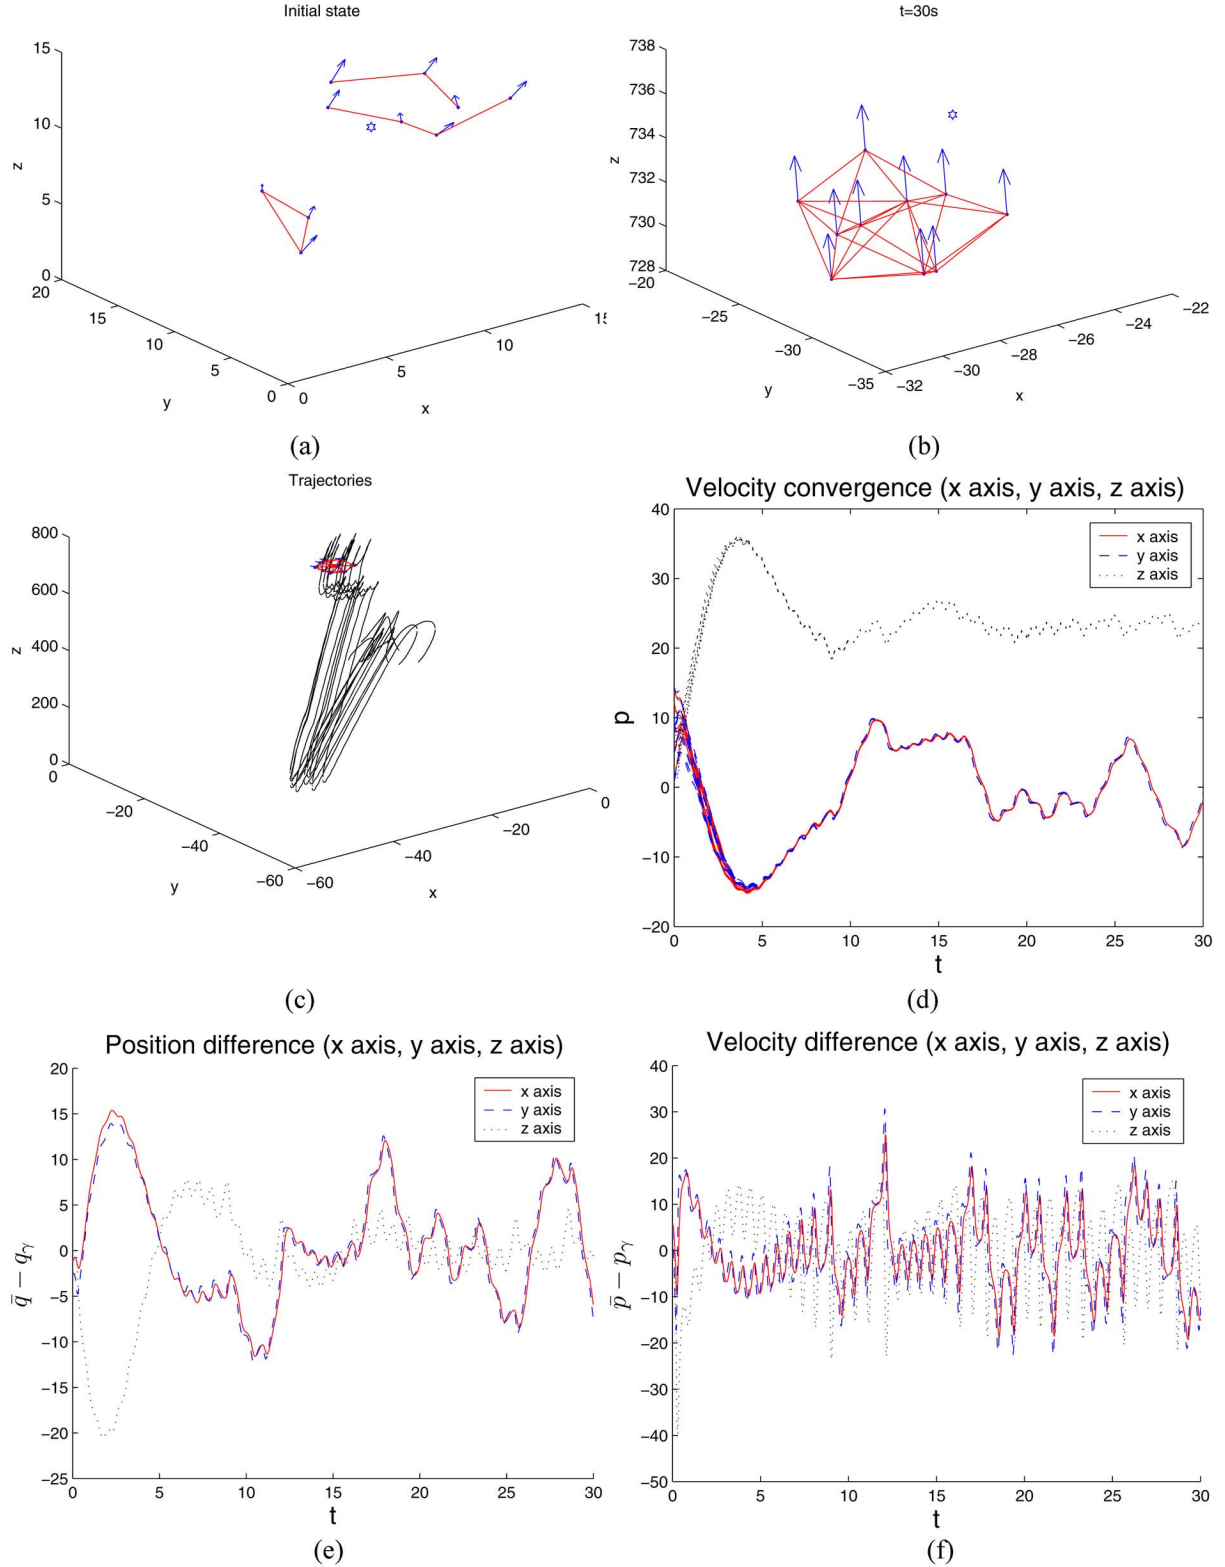 Initial state
15
10
5
0
z
20
15
10
5
0
y
0
5
10
15
x
(a)
t=30s
738
736
734
732
730
728
z
−20
−25
−30
−35
y
−32
−30
−28
−26
−24
−22
x
(b)
Trajectories
800
600
400
200
0
z
0
−20
−40
−60
y
−60
−40
−20
0
x
(c)
Velocity convergence (x axis, y axis, z axis)
40
30
20
10
0
−10
−20
p
x axis
y axis
z axis
0 5 10 15 20 25 30
t
(d)
Position difference (x axis, y axis, z axis)
20
15
10
5
0
−5
−10
−15
−20
−25
q̄ − qγ
x axis
y axis
z axis
0 5 10 15 20 25 30
t
(e)
Velocity difference (x axis, y axis, z axis)
40
30
20
10
0
−10
−20
−30
−40
−50
p̄ − pγ
x axis
y axis
z axis
0 5 10 15 20 25 30
t
(f)